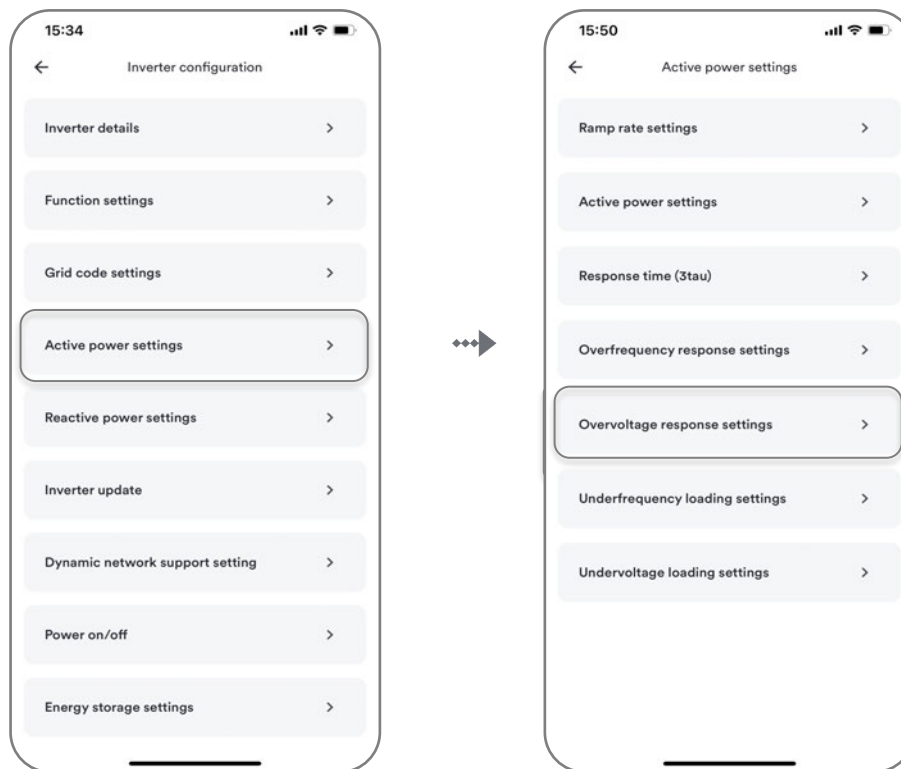 15:34
Inverter configuration
Inverter details
Function settings
Grid code settings
Active power settings
Reactive power settings
Inverter update
Dynamic network support setting
Power on/off
Energy storage settings
15:50
Active power settings
Ramp rate settings
Active power settings
Response time (3tau)
Overfrequency response settings
Overvoltage response settings
Underfrequency loading settings
Undervoltage loading settings